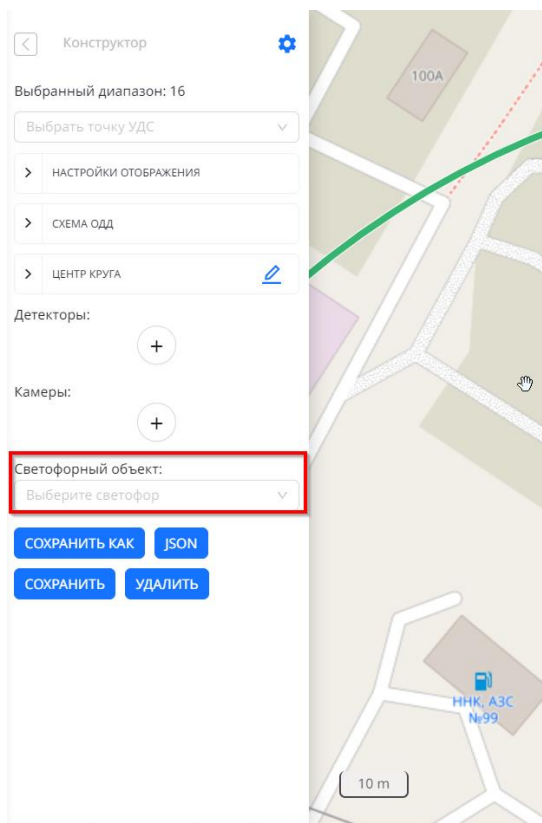 Конструктор
Выбранный диапазон: 16
Выбрать точку УДС
НАСТРОЙКИ ОТОБРАЖЕНИЯ
СХЕМА ОДД
ЦЕНТР КРУГА
Детекторы:
+
Камеры:
+
Светофорный объект:
Выберите светофор
СОХРАНИТЬ КАК JSON
СОХРАНИТЬ УДАЛИТЬ
100А
ННК, АЗС
№99
10 m